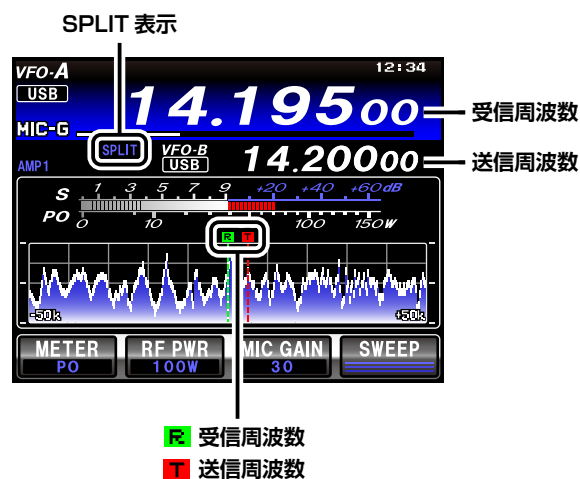 SPLIT 表示
VFO-A
12:34
USB
14.19500
受信周波数
MIC-G
SPLIT
VFO-B
USB
14.20000
送信周波数
AMP1
S 1 3 5 7 9 +20 +40 +60dB
PO 0 10 100 150W
R T
-50k +50k
METER
PO
RF PWR
100W
MIC GAIN
30
SWEEP
R 受信周波数
T 送信周波数